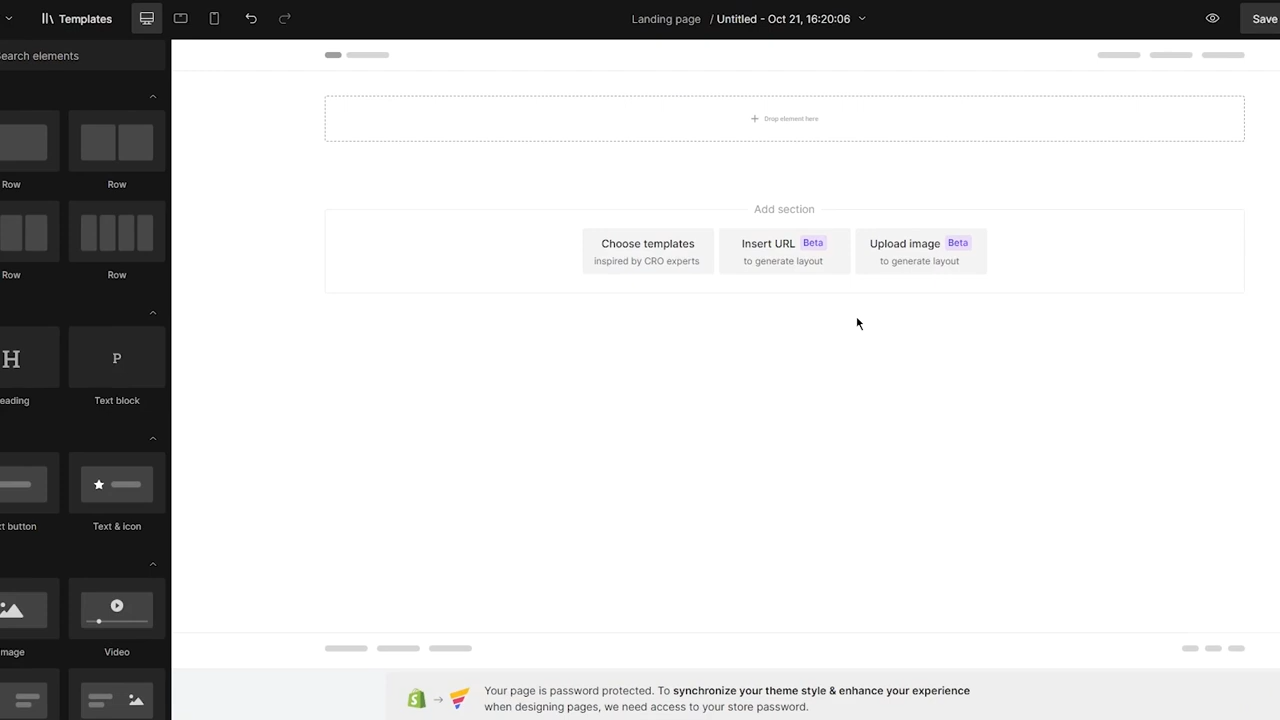 Templates
Landing page / Untitled - Oct 21, 16:20:06
Save
Search elements
Drop element here
Row
Row
Add section
Choose templates
inspired by CRO experts
Insert URL Beta
to generate layout
Upload image Beta
to generate layout
Row
Row
H
P
eading
Text block
t button
Text & icon
mage
Video
Your page is password protected. To synchronize your theme style & enhance your experience
when designing pages, we need access to your store password.